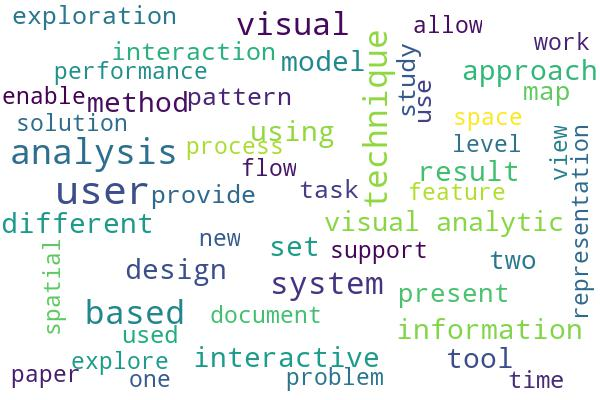 exploration
visual
allow
work
interaction
model
technique
study
use
performance
approach
enable
method
pattern
map
solution
using
space
analysis
process
level
view
representation
flow
result
user
provide
task
feature
different
visual analytic
new
set
support
spatial
design
system
two
present
based
document
information
used
explore
interactive
tool
paper
one
problem
time